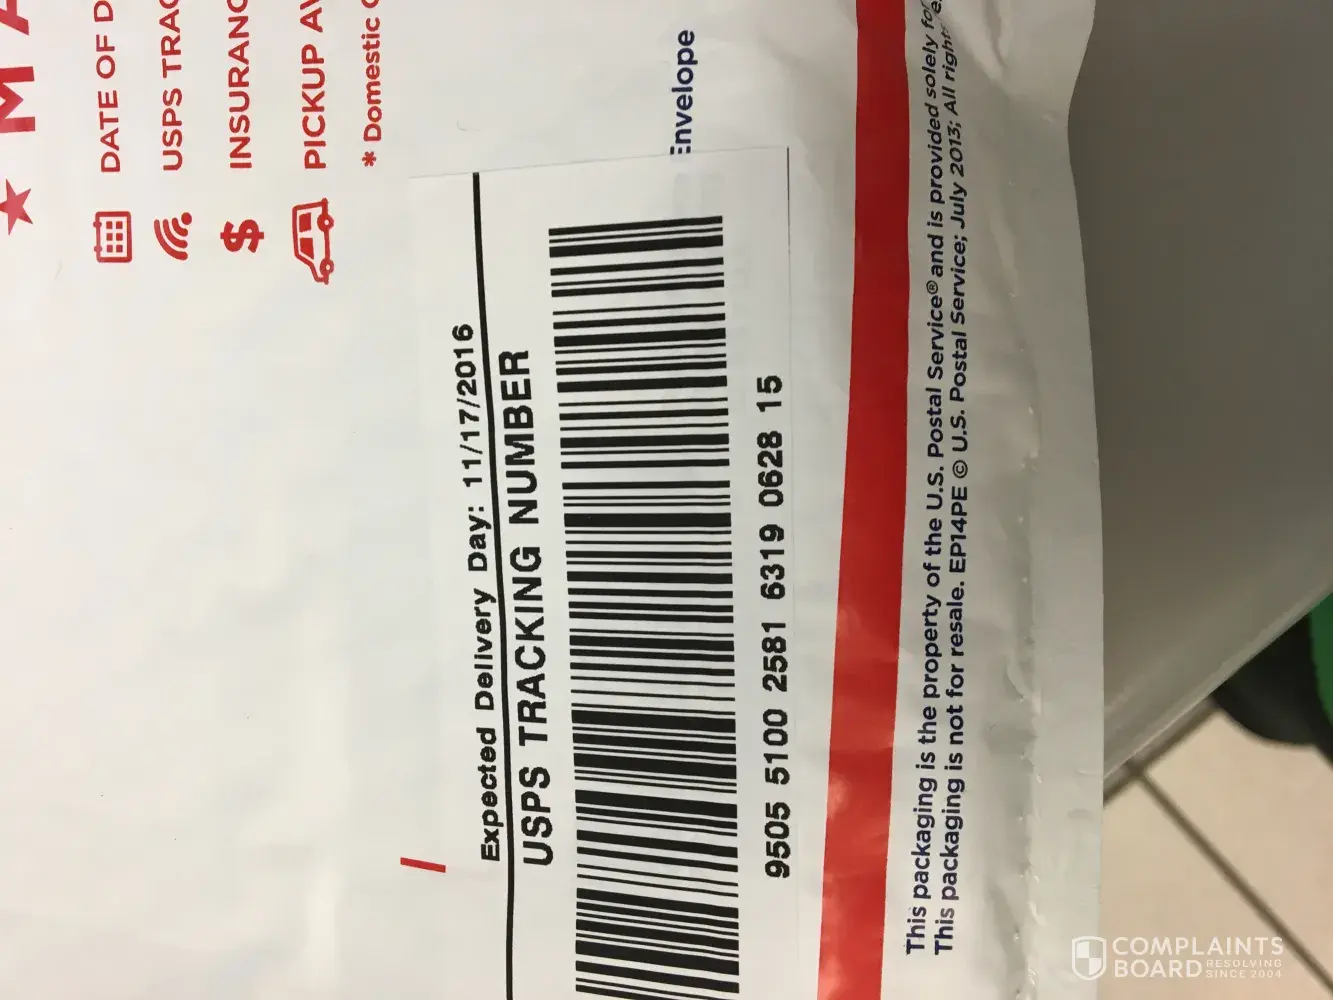 MA
DATE OF D
USPS TRAC
INSURANC
$
PICKUP AV
* Domestic
Expected Delivery Day: 11/17/2016
USPS TRACKING NUMBER
9505 5100 2581 6319 0628 15
Envelope
This packaging is the property of the U.S. Postal Service® and is provided solely for
This packaging is not for resale. EP14PE © U.S. Postal Service; July 2013; All rights
COMPLAINTS
BOARD RESOLVING
SINCE 2004